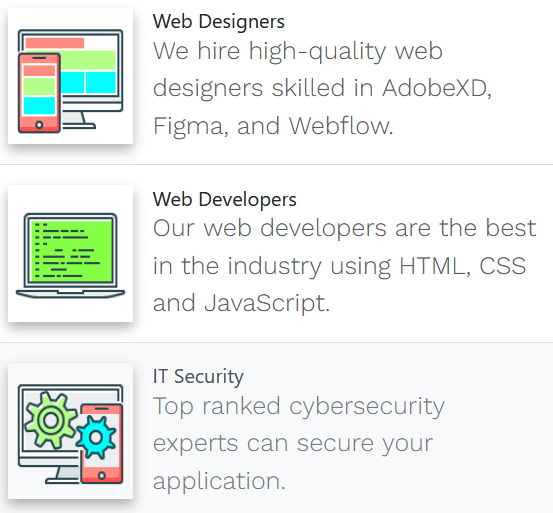 Web Designers
We hire high-quality web
designers skilled in AdobeXD,
Figma, and Webflow.
Web Developers
Our web developers are the best
in the industry using HTML, CSS
and JavaScript.
IT Security
Top ranked cybersecurity
experts can secure your
application.